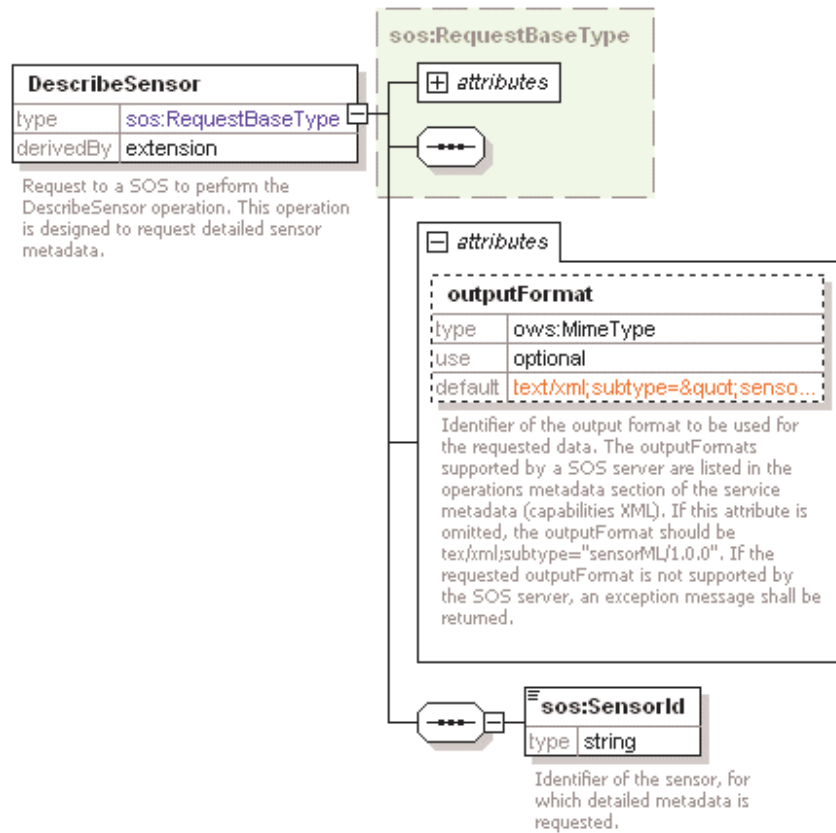 sos:RequestBaseType
DescribeSensor
type sos:RequestBaseType
derivedBy extension
Request to a SOS to perform the
DescribeSensor operation. This operation
is designed to request detailed sensor
metadata.
attributes
attributes
outputFormat
type ows:MimeType
use optional
default text/xml;subtype=&quot;senso...
Identifier of the output format to be used for
the requested data. The outputFormats
supported by a SOS server are listed in the
operations metadata section of the service
metadata (capabilities XML). If this attribute is
omitted, the outputFormat should be
tex/xml;subtype="sensorML/1.0.0". If the
requested outputFormat is not supported by
the SOS server, an exception message shall be
returned.
sos:SensorId
type string
Identifier of the sensor, for
which detailed metadata is
requested.